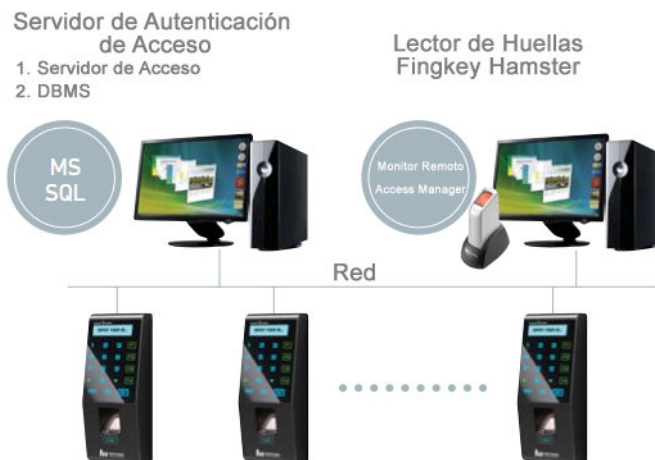 Servidor de Autenticación
de Acceso
1. Servidor de Acceso
2. DBMS
Lector de Huellas
Fingkey Hamster
MS
SQL
Monitor Remoto
Access Manager
Red